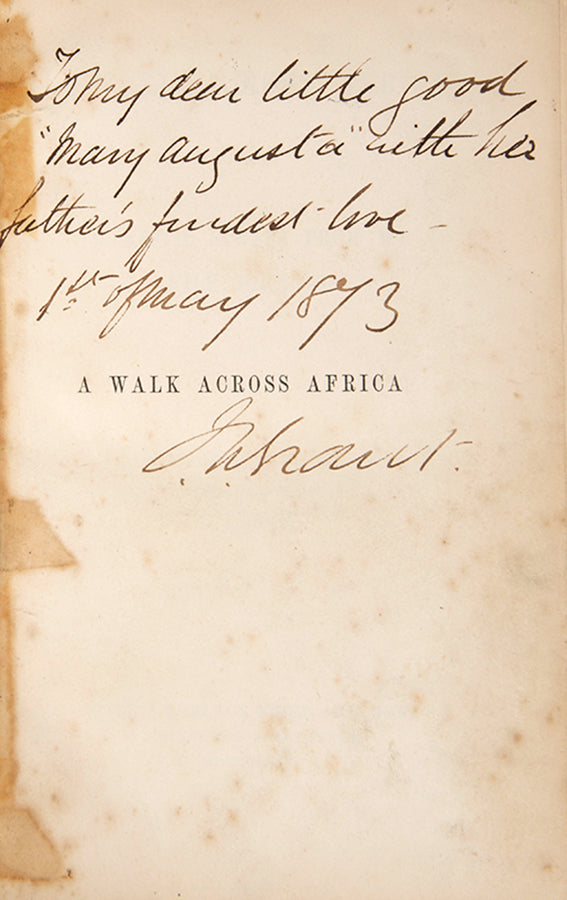 To my dear little good
"Mary Augusta" with her
father's fondest love –
1st of May 1873
A WALK ACROSS AFRICA
J. A. Grant.